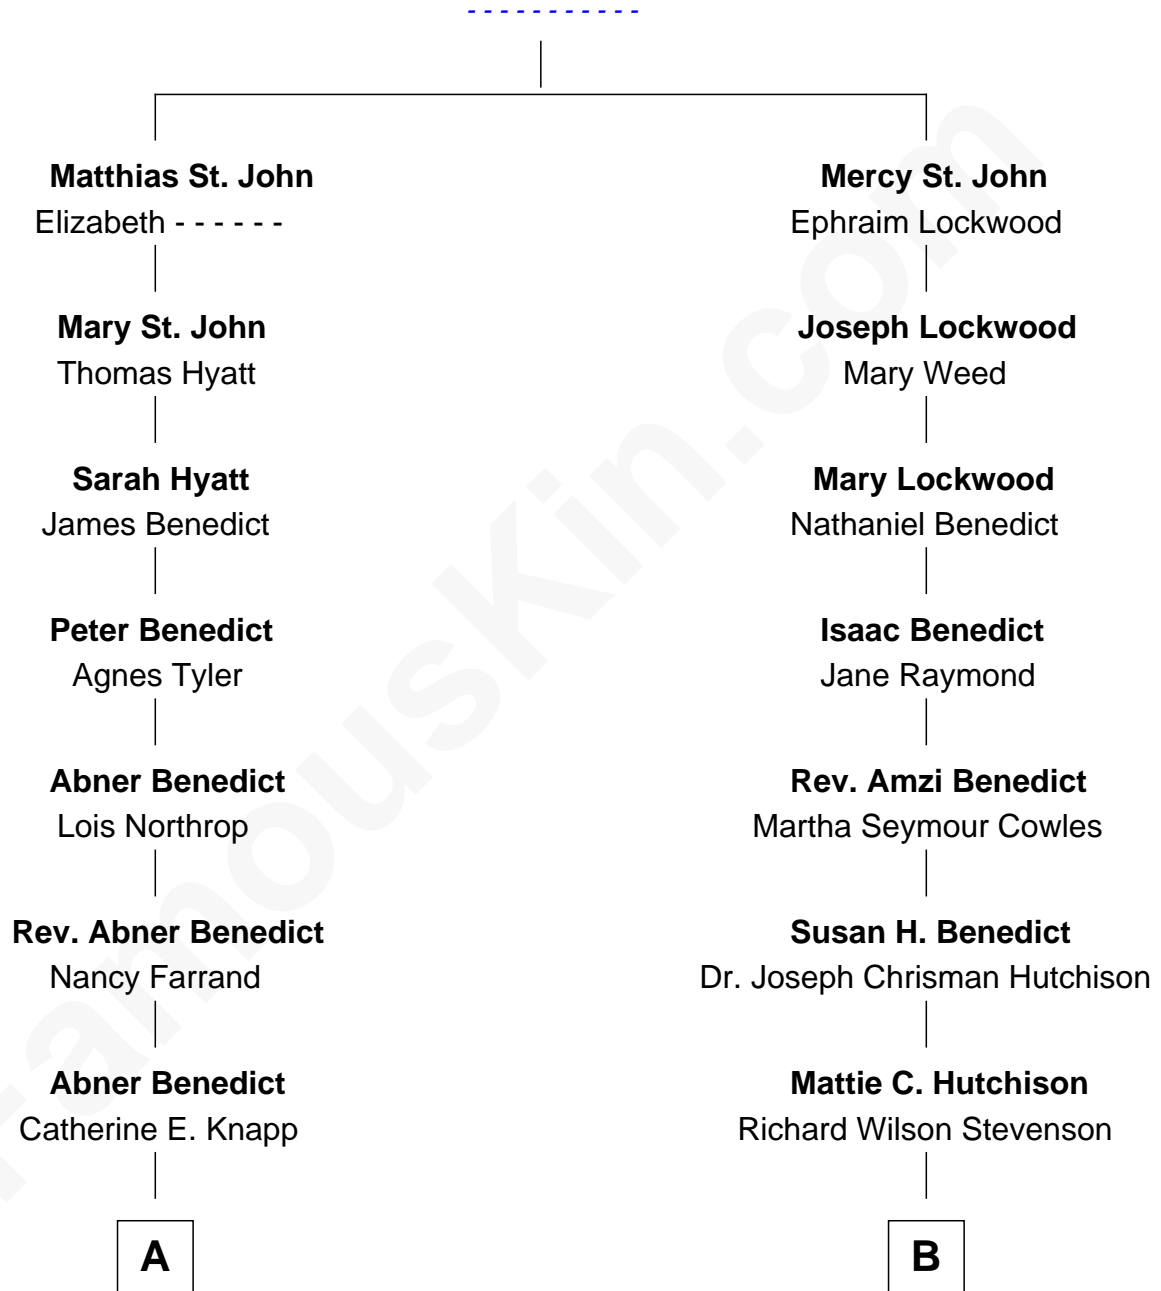 - - - - - - - - - - -
Matthias St. John
Elizabeth - - - - - -
Mary St. John
Thomas Hyatt
Sarah Hyatt
James Benedict
Peter Benedict
Agnes Tyler
Abner Benedict
Lois Northrop
Rev. Abner Benedict
Nancy Farrand
Abner Benedict
Catherine E. Knapp
A
Mercy St. John
Ephraim Lockwood
Joseph Lockwood
Mary Weed
Mary Lockwood
Nathaniel Benedict
Isaac Benedict
Jane Raymond
Rev. Amzi Benedict
Martha Seymour Cowles
Susan H. Benedict
Dr. Joseph Chrisman Hutchison
Mattie C. Hutchison
Richard Wilson Stevenson
B
FamousKin.com